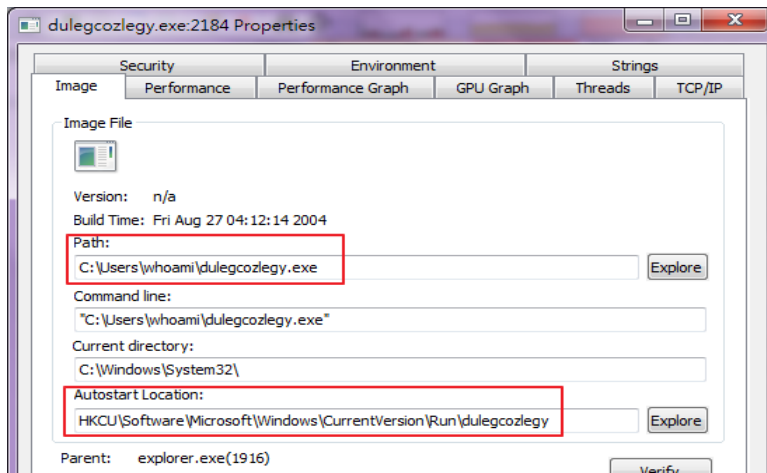 dulegcozlegy.exe:2184 Properties
Security Environment Strings
Image Performance Performance Graph GPU Graph Threads TCP/IP
Image File
Version: n/a
Build Time: Fri Aug 27 04:12:14 2004
Path:
C:\Users\whoami\dulegcozlegy.exe Explore
Command line:
"C:\Users\whoami\dulegcozlegy.exe"
Current directory:
C:\Windows\System32\
Autostart Location:
HKCU\Software\Microsoft\Windows\CurrentVersion\Run\dulegcozlegy Explore
Parent: explorer.exe(1916)
Verify